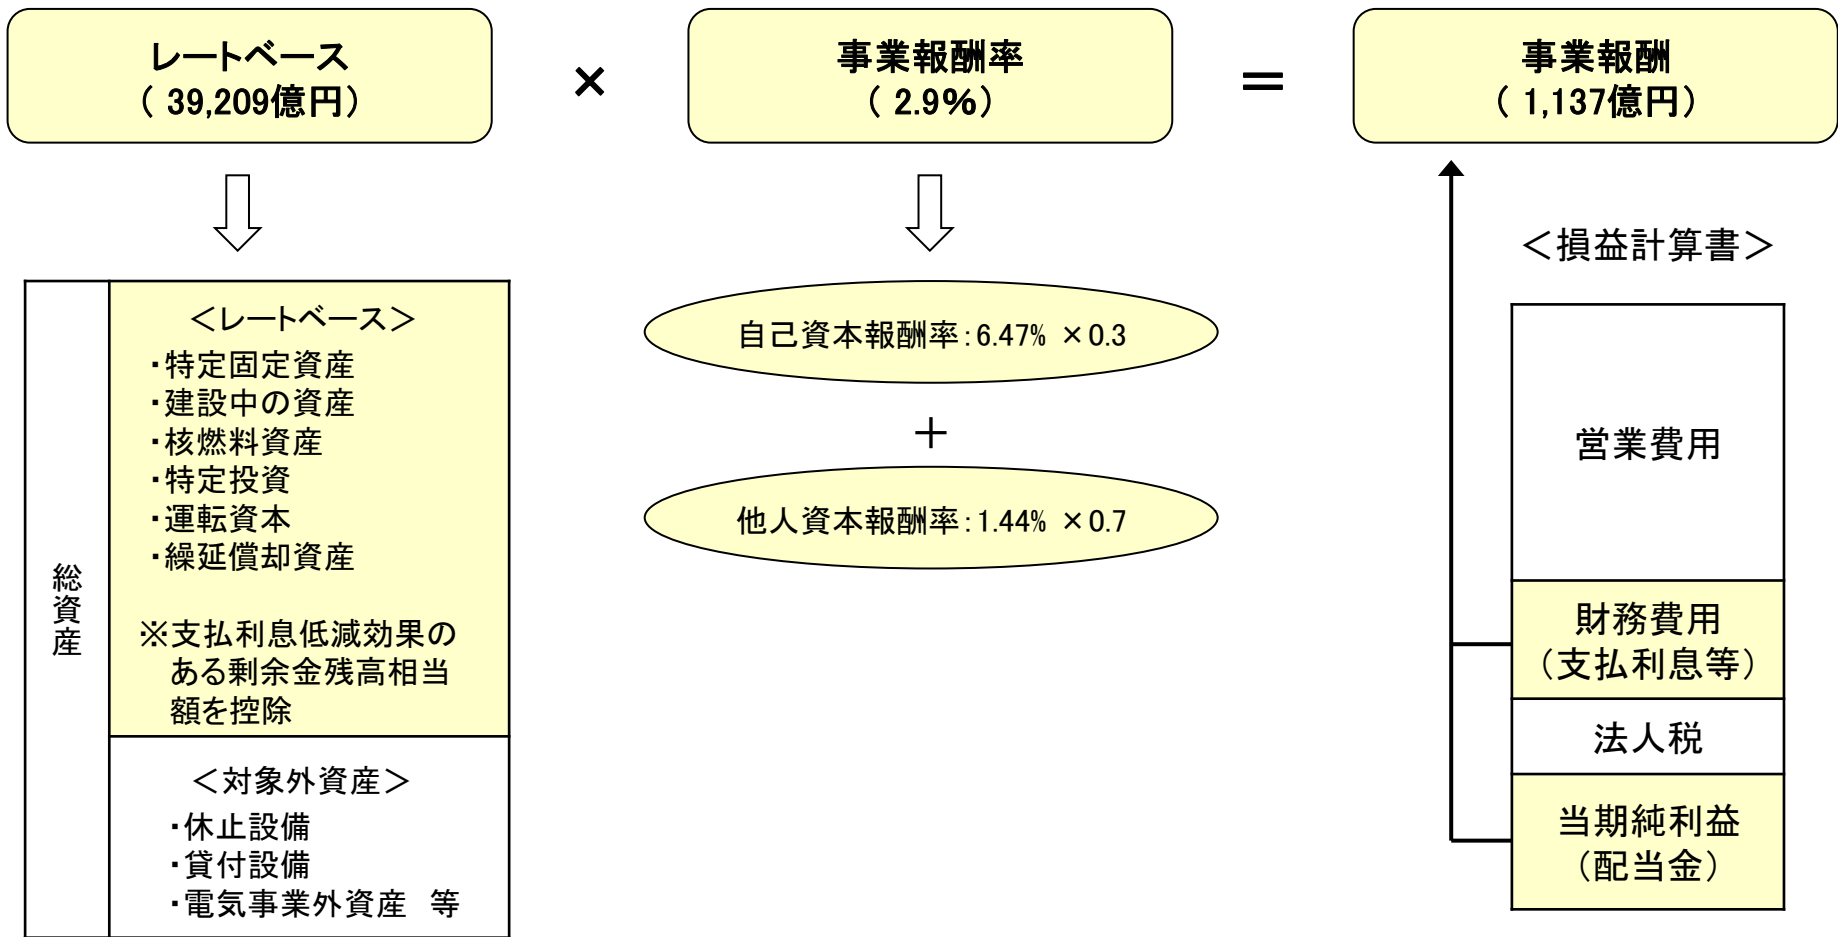 レートベース
（ 39,209億円）
×
事業報酬率
（ 2.9％）
＝
事業報酬
（ 1,137億円）
総資産
＜レートベース＞
・特定固定資産
・建設中の資産
・核燃料資産
・特定投資
・運転資本
・繰延償却資産
※支払利息低減効果の
ある剰余金残高相当
額を控除
＜対象外資産＞
・休止設備
・貸付設備
・電気事業外資産　等
自己資本報酬率：6.47% ×0.3
＋
他人資本報酬率：1.44% ×0.7
＜損益計算書＞
営業費用
財務費用
（支払利息等）
法人税
当期純利益
（配当金）